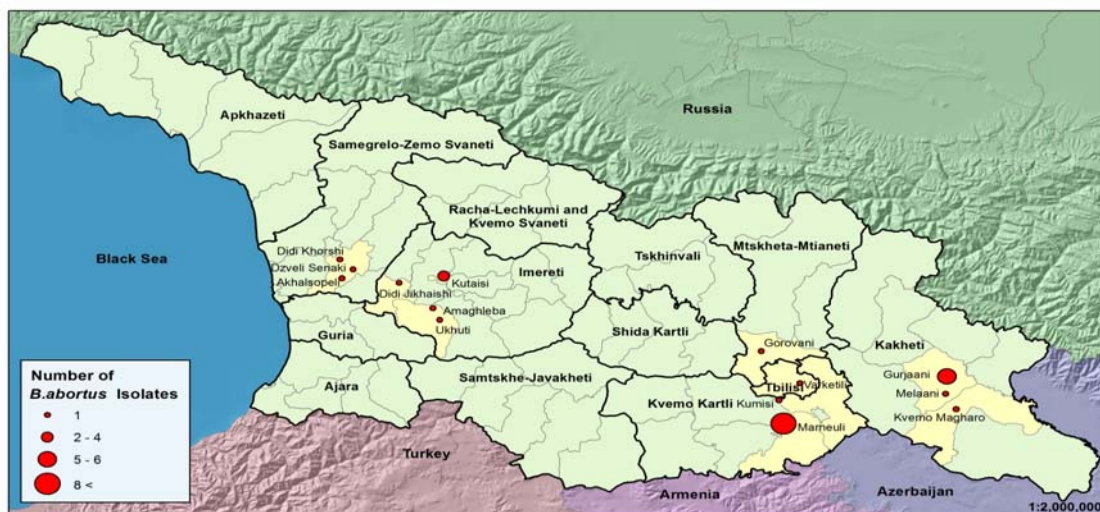 Russia
Apkhazeti
Samegrelo-Zemo Svaneti
Racha-Lechkumi and
Kvemo Svaneti
Mtskheta-Mtianeti
Tskhinvali
Black Sea
Didi Khorshi
Dzveli Senaki
Akhalsopeli
Imereti
Kutaisi
Didi Jikhaishi
Amaghleba
Ukhuti
Guria
Shida Kartli
Gorovani
Kakheti
Ajara
Samtskhe-Javakheti
Tbilisi
Varketili
Gurjaani
Melaani
Kvemo Magharo
Kvemo Kartli
Kumisi
Marneuli
Turkey
Armenia
Azerbaijan
1:2,000,000
Number of
B.abortus Isolates
1
2 - 4
5 - 6
8 <